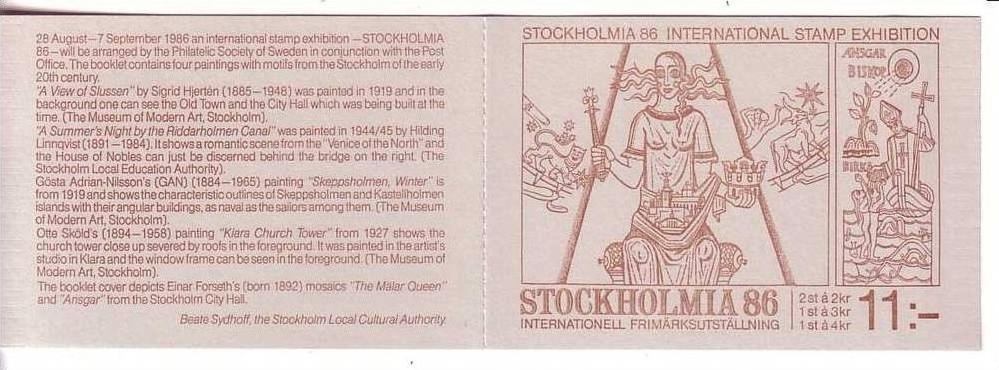 28 August–7 September 1986 an international stamp exhibition –STOCKHOLMIA
86 –will be arranged by the Philatelic Society of Sweden in conjunction with the Post
Office. The booklet contains four paintings with motifs from the Stockholm of the early
20th century.
"A View of Slussen" by Sigrid Hjertén (1885–1948) was painted in 1919 and in the
background one can see the Old Town and the City Hall which was being built at the
time. (The Museum of Modern Art, Stockholm).
"A Summer's Night by the Riddarholmen Canal" was painted in 1944/45 by Hilding
Linnqvist (1891–1984). It shows a romantic scene from the "Venice of the North" and
the House of Nobles can just be discerned behind the bridge on the right. (The
Stockholm Local Education Authority).
Gösta Adrian-Nilsson's (GAN) (1884–1965) painting "Skeppsholmen, Winter" is
from 1919 and shows the characteristic outlines of Skeppsholmen and Kastellholmen
islands with their angular buildings, as naval as the sailors among them. (The Museum
of Modern Art, Stockholm).
Otte Sköld's (1894–1958) painting "Klara Church Tower" from 1927 shows the
church tower close up severed by roofs in the foreground. It was painted in the artist's
studio in Klara and the window frame can be seen in the foreground. (The Museum of
Modern Art, Stockholm).
The booklet cover depicts Einar Forseth's (born 1892) mosaics "The Mälar Queen"
and "Ansgar" from the Stockholm City Hall.
Beate Sydhoff, the Stockholm Local Cultural Authority.
STOCKHOLMIA 86 INTERNATIONAL STAMP EXHIBITION
ANSGAR
BISKOP
BIRKA
STOCKHOLMIA 86
INTERNATIONELL FRIMÄRKSUTSTÄLLNING
2 st à 2 kr
1 st à 3 kr
1 st à 4 kr
11:-